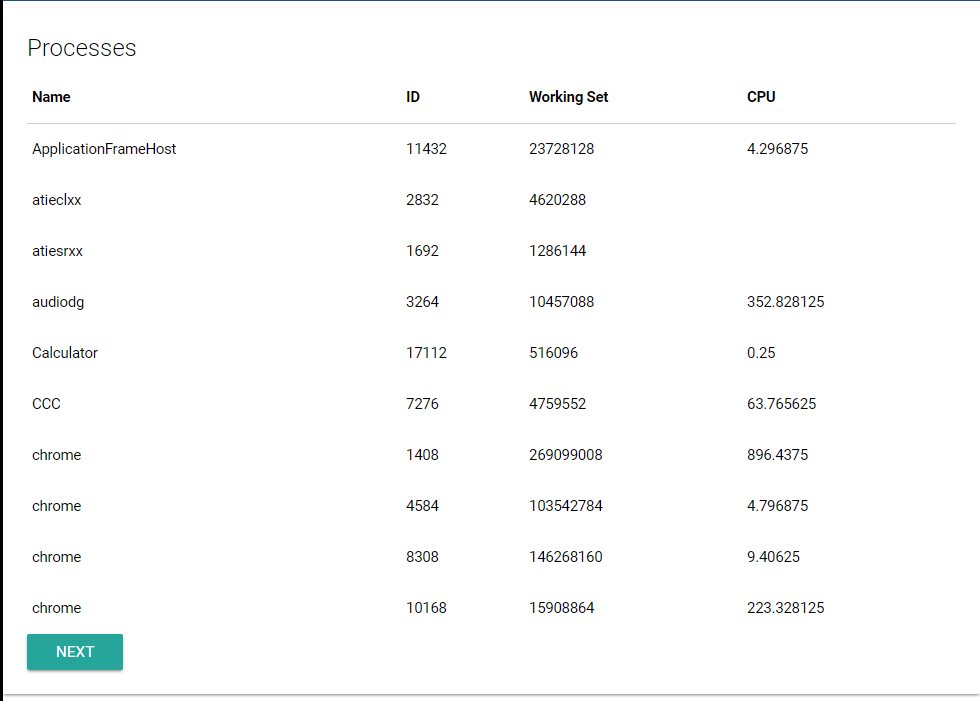 Processes
Name ID Working Set CPU
ApplicationFrameHost 11432 23728128 4.296875
atieclxx 2832 4620288
atiesrxx 1692 1286144
audiodg 3264 10457088 352.828125
Calculator 17112 516096 0.25
CCC 7276 4759552 63.765625
chrome 1408 269099008 896.4375
chrome 4584 103542784 4.796875
chrome 8308 146268160 9.40625
chrome 10168 15908864 223.328125
NEXT